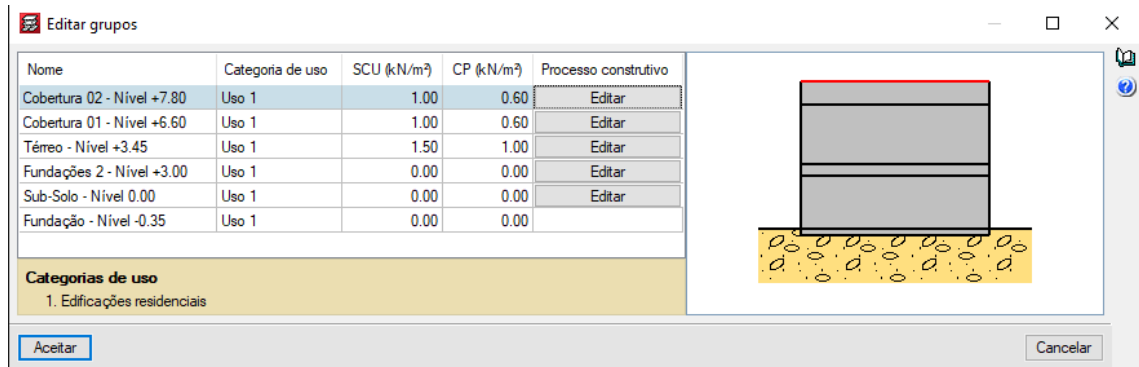 Editar grupos
Nome Categoria de uso SCU (kN/m²) CP (kN/m²) Processo construtivo
Cobertura 02 - Nível +7.80 Uso 1 1.00 0.60 Editar
Cobertura 01 - Nível +6.60 Uso 1 1.00 0.60 Editar
Térreo - Nível +3.45 Uso 1 1.50 1.00 Editar
Fundações 2 - Nível +3.00 Uso 1 0.00 0.00 Editar
Sub-Solo - Nível 0.00 Uso 1 0.00 0.00 Editar
Fundação - Nível -0.35 Uso 1 0.00 0.00
Categorias de uso
1. Edificações residenciais
Aceitar Cancelar